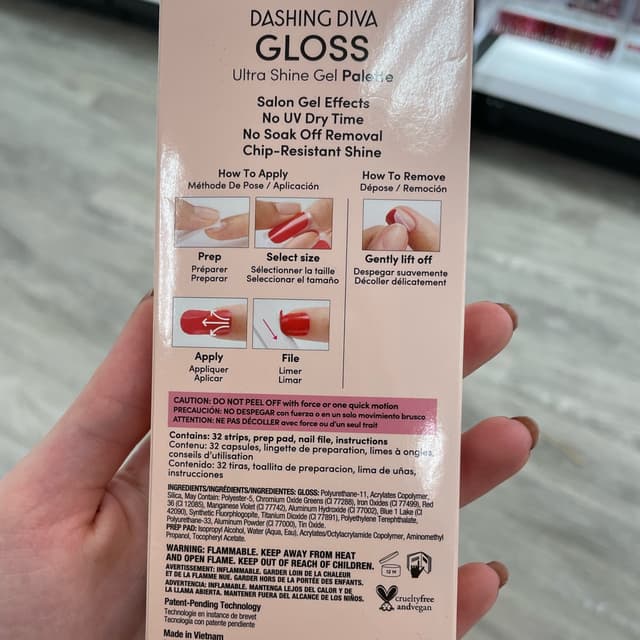 DASHING DIVA
GLOSS
Ultra Shine Gel Palette
Salon Gel Effects
No UV Dry Time
No Soak Off Removal
Chip-Resistant Shine
How To Apply
Méthode De Pose / Aplicación
Prep
Préparer
Preparar
Select size
Sélectionner la taille
Seleccionar el tamaño
How To Remove
Dépose / Remoción
Gently lift off
Despegar suavemente
Décoller délicatement
Apply
Appliquer
Aplicar
File
Limer
Limar
CAUTION: DO NOT PEEL OFF with force or one quick motion
PRECAUCIÓN: NO DESPEGAR con fuerza o en un solo movimiento brusco
ATTENTION: NE PAS DÉCOLLER avec force ou d'un seul trait
Contains: 32 strips, prep pad, nail file, instructions
Contenu: 32 capsules, lingette de preparation, limes à ongles,
conseils d'utilisation
Contenido: 32 tiras, toallita de preparacion, lima de uñas,
instrucciones
INGREDIENTS/INGRÉDIENTS/INGREDIENTES: GLOSS: Polyurethane-11, Acrylates Copolymer,
Silica, May Contain: Polyester-5, Chromium Oxide Greens (CI 77288), Iron Oxides (CI 77499), Red
36 (CI 12085), Manganese Violet (CI 77742), Aluminum Hydroxide (CI 77002), Blue 1 Lake (CI
42090), Synthetic Fluorphlogopite, Titanium Dioxide (CI 77891), Polyethylene Terephthalate,
Polyurethane-33, Aluminum Powder (CI 77000), Tin Oxide.
PREP PAD: Isopropyl Alcohol, Water (Aqua, Eau), Acrylates/Octylacrylamide Copolymer, Aminomethyl
Propanol, Tocopheryl Acetate.
WARNING: FLAMMABLE. KEEP AWAY FROM HEAT
AND OPEN FLAME. KEEP OUT OF REACH OF CHILDREN.
AVERTISSEMENT: INFLAMMABLE. GARDER LOIN DE LA CHALEUR
ET DE LA FLAMME NUE. GARDER HORS DE LA PORTÉE DES ENFANTS.
ADVERTENCIA: INFLAMABLE. MANTENGA LEJOS DEL CALOR Y DE
LA LLAMA ABIERTA. MANTENER FUERA DEL ALCANCE DE LOS NIÑOS.
12 M
crueltyfree
andvegan
Patent-Pending Technology
Technologie en instance de brevet
Tecnología con patente pendiente
Made in Vietnam